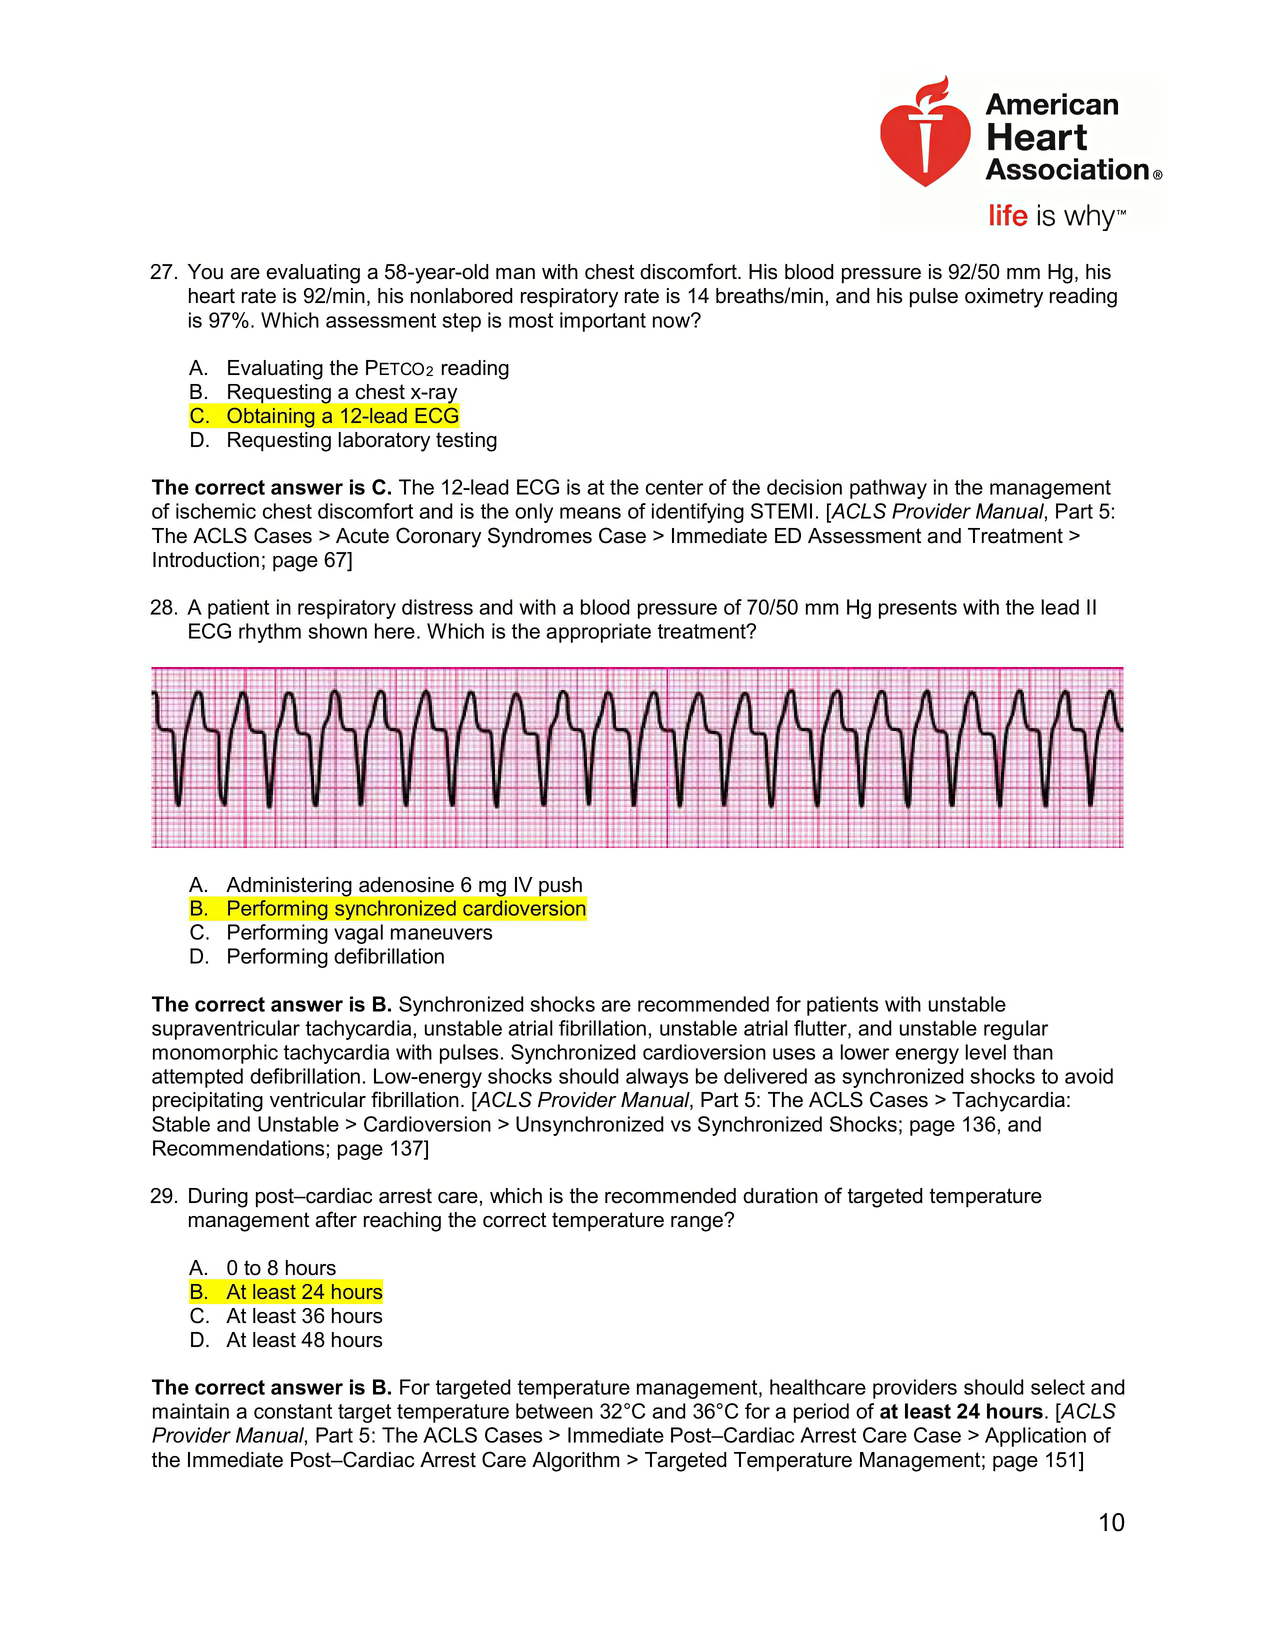 American
Heart
Association®
life is why™
27. You are evaluating a 58-year-old man with chest discomfort. His blood pressure is 92/50 mm Hg, his
heart rate is 92/min, his nonlabored respiratory rate is 14 breaths/min, and his pulse oximetry reading
is 97%. Which assessment step is most important now?
A. Evaluating the PETCO2 reading
B. Requesting a chest x-ray
C. Obtaining a 12-lead ECG
D. Requesting laboratory testing
The correct answer is C. The 12-lead ECG is at the center of the decision pathway in the management
of ischemic chest discomfort and is the only means of identifying STEMI. [ACLS Provider Manual, Part 5:
The ACLS Cases > Acute Coronary Syndromes Case > Immediate ED Assessment and Treatment >
Introduction; page 67]
28. A patient in respiratory distress and with a blood pressure of 70/50 mm Hg presents with the lead II
ECG rhythm shown here. Which is the appropriate treatment?
A. Administering adenosine 6 mg IV push
B. Performing synchronized cardioversion
C. Performing vagal maneuvers
D. Performing defibrillation
The correct answer is B. Synchronized shocks are recommended for patients with unstable
supraventricular tachycardia, unstable atrial fibrillation, unstable atrial flutter, and unstable regular
monomorphic tachycardia with pulses. Synchronized cardioversion uses a lower energy level than
attempted defibrillation. Low-energy shocks should always be delivered as synchronized shocks to avoid
precipitating ventricular fibrillation. [ACLS Provider Manual, Part 5: The ACLS Cases > Tachycardia:
Stable and Unstable > Cardioversion > Unsynchronized vs Synchronized Shocks; page 136, and
Recommendations; page 137]
29. During post–cardiac arrest care, which is the recommended duration of targeted temperature
management after reaching the correct temperature range?
A. 0 to 8 hours
B. At least 24 hours
C. At least 36 hours
D. At least 48 hours
The correct answer is B. For targeted temperature management, healthcare providers should select and
maintain a constant target temperature between 32°C and 36°C for a period of at least 24 hours. [ACLS
Provider Manual, Part 5: The ACLS Cases > Immediate Post–Cardiac Arrest Care Case > Application of
the Immediate Post–Cardiac Arrest Care Algorithm > Targeted Temperature Management; page 151]
10